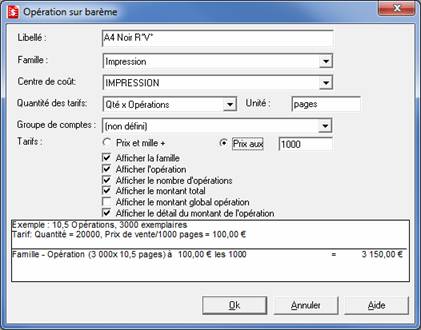 Opération sur barème
Libellé : A4 Noir R°V°
Famille : Impression
Centre de coût: IMPRESSION
Quantité des tarifs: Qté x Opérations Unité : pages
Groupe de comptes : (non défini)
Tarifs : Prix et mille + Prix aux 1000
Afficher la famille
Afficher l'opération
Afficher le nombre d'opérations
Afficher le montant total
Afficher le montant global opération
Afficher le détail du montant de l'opération
Exemple : 10,5 Opérations, 3000 exemplaires
Tarif: Quantité = 20000, Prix de vente/1000 pages = 100,00 €
Famille - Opération (3 000x 10,5 pages) à 100,00 € les 1000 = 3 150,00 €
Ok Annuler Aide